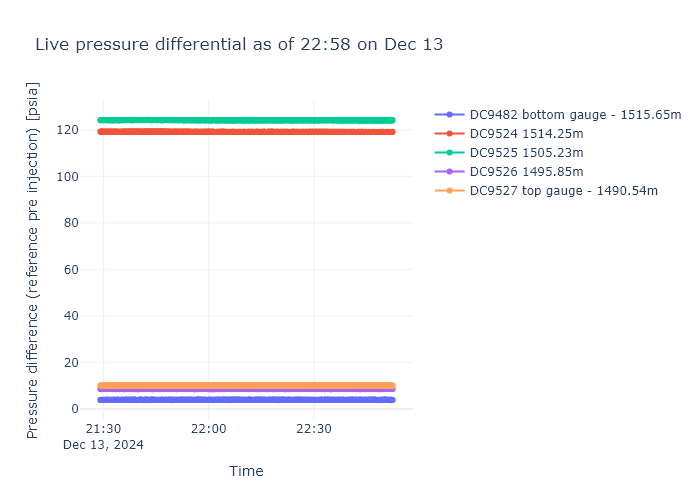 Live pressure differential as of 22:58 on Dec 13
Pressure difference (reference pre injection) [psia]
120
100
80
60
40
20
0
21:30
Dec 13, 2024
22:00
22:30
Time
DC9482 bottom gauge - 1515.65m
DC9524 1514.25m
DC9525 1505.23m
DC9526 1495.85m
DC9527 top gauge - 1490.54m